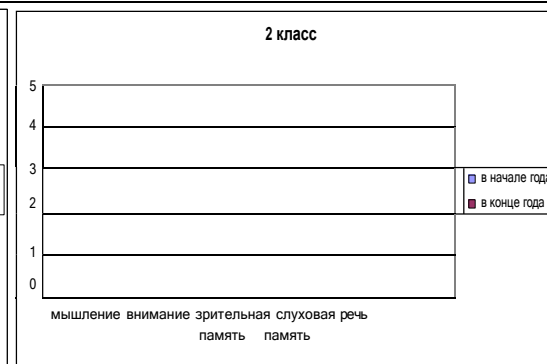 2 класс
5
4
3
2
1
0
мышление внимание зрительная слуховая речь
память память
в начале года
в конце года